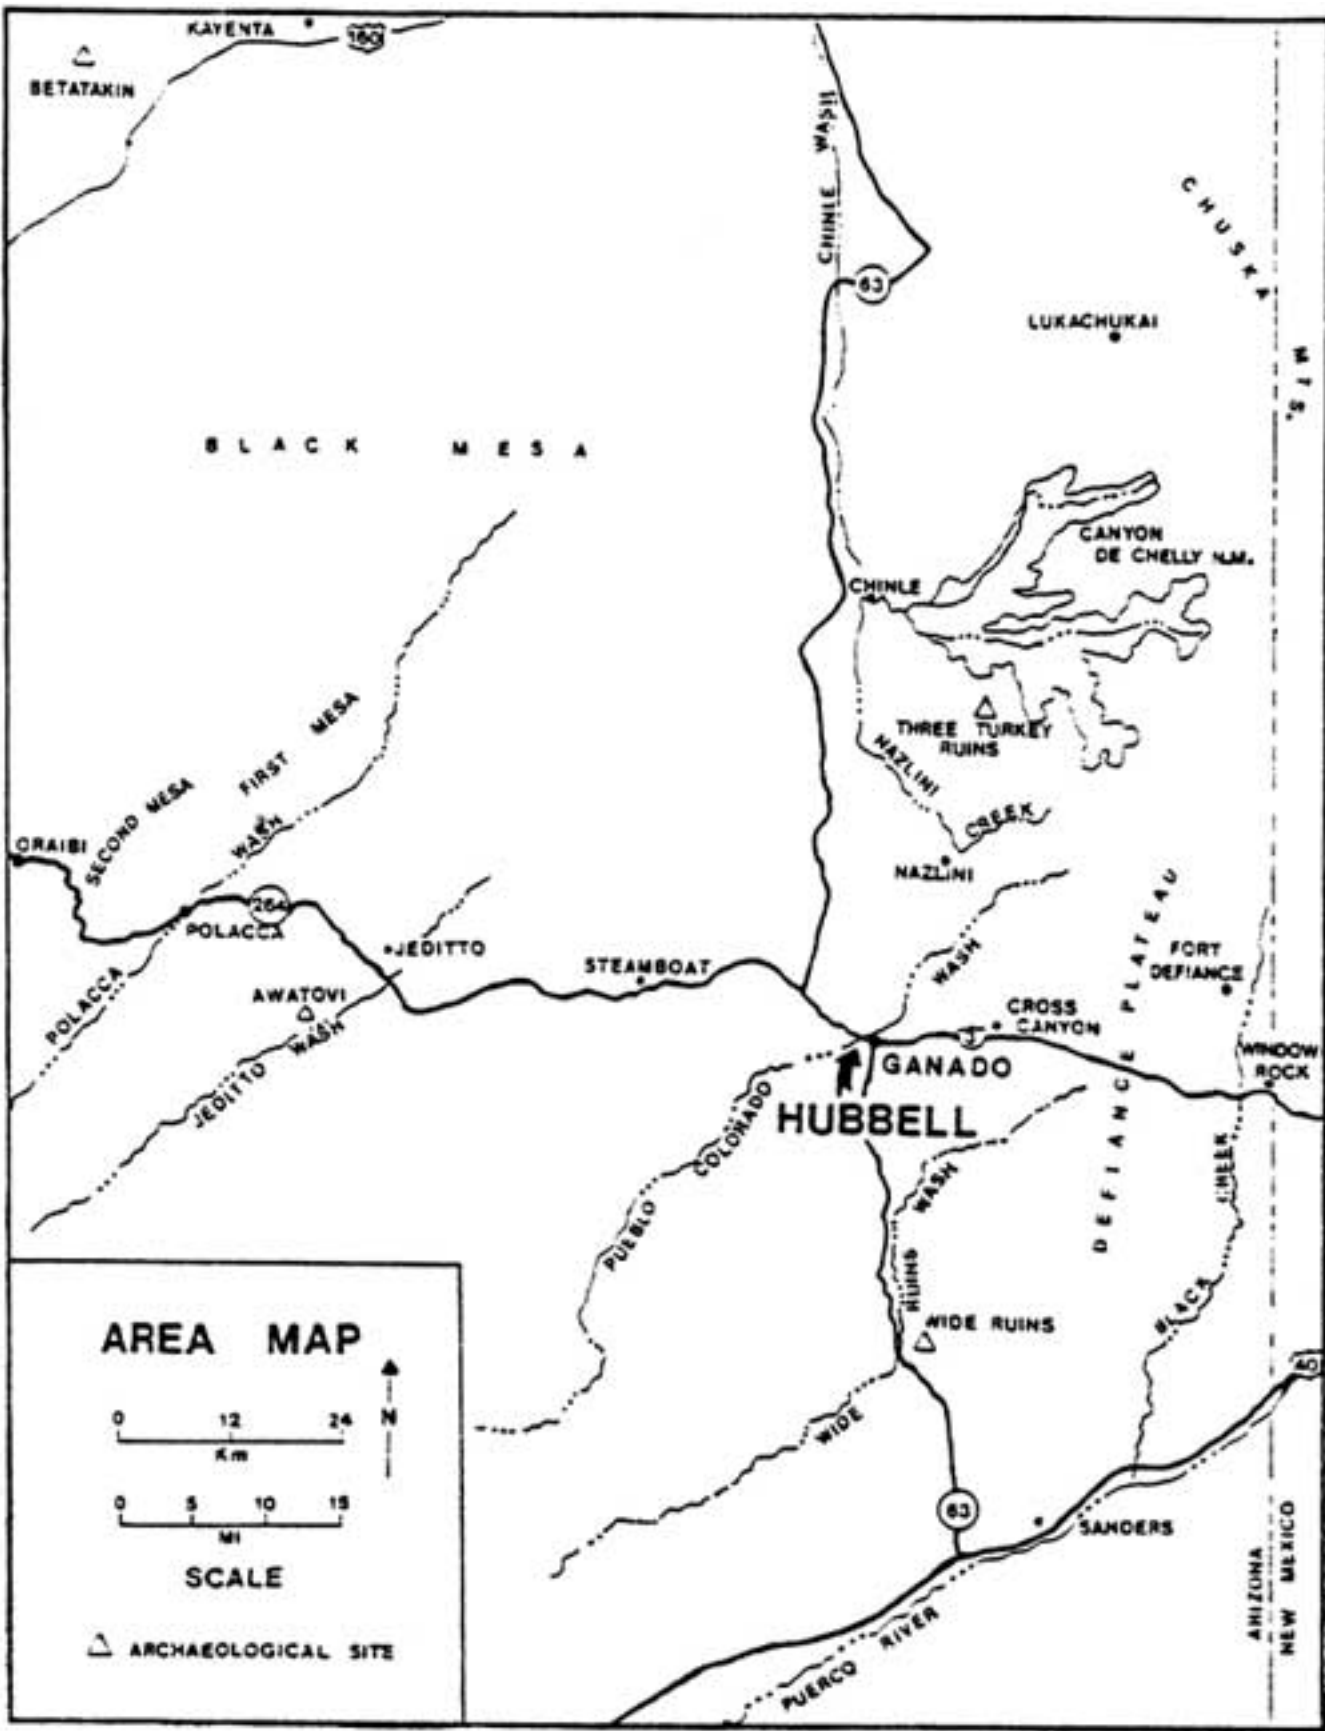 KAYENTA
160
BETATAKIN
CHINLE WASH
63
CHUSKA MTS.
LUKACHUKAI
BLACK MESA
CANYON
DE CHELLY N.M.
CHINLE
THREE TURKEY
RUINS
NAZLINI CREEK
NAZLINI
FIRST MESA
SECOND MESA
ORAIBI
WASH
264
POLACCA
POLACCA
JEDITTO
AWATOVI
JEDITTO WASH
STEAMBOAT
WASH
DEFIANCE PLATEAU
FORT
DEFIANCE
CROSS
CANYON
3
WINDOW
ROCK
GANADO
HUBBELL
PUEBLO COLORADO
WASH
RUINS
WIDE
WIDE RUINS
BLACK CREEK
40
63
SANDERS
PUERCO RIVER
ARIZONA
NEW MEXICO
AREA MAP
N
0 12 24
Km
0 5 10 15
MI
SCALE
ARCHAEOLOGICAL SITE